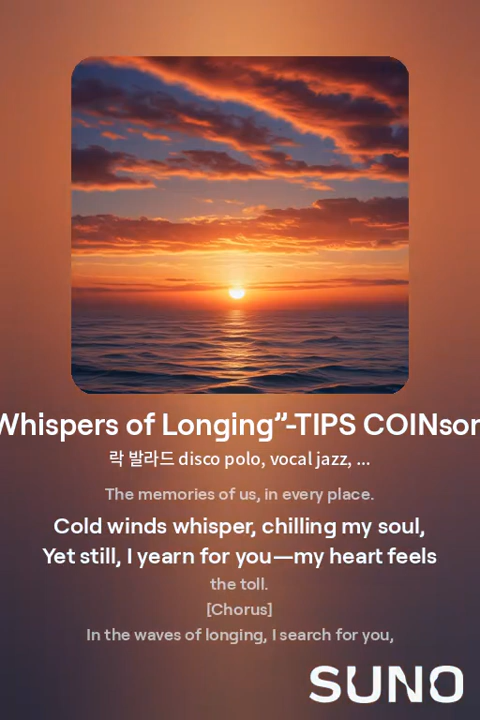 Whispers of Longing”-TIPS COINson
락 발라드 disco polo, vocal jazz, ...
The memories of us, in every place.
Cold winds whisper, chilling my soul,
Yet still, I yearn for you—my heart feels
the toll.
[Chorus]
In the waves of longing, I search for you,
SUNO